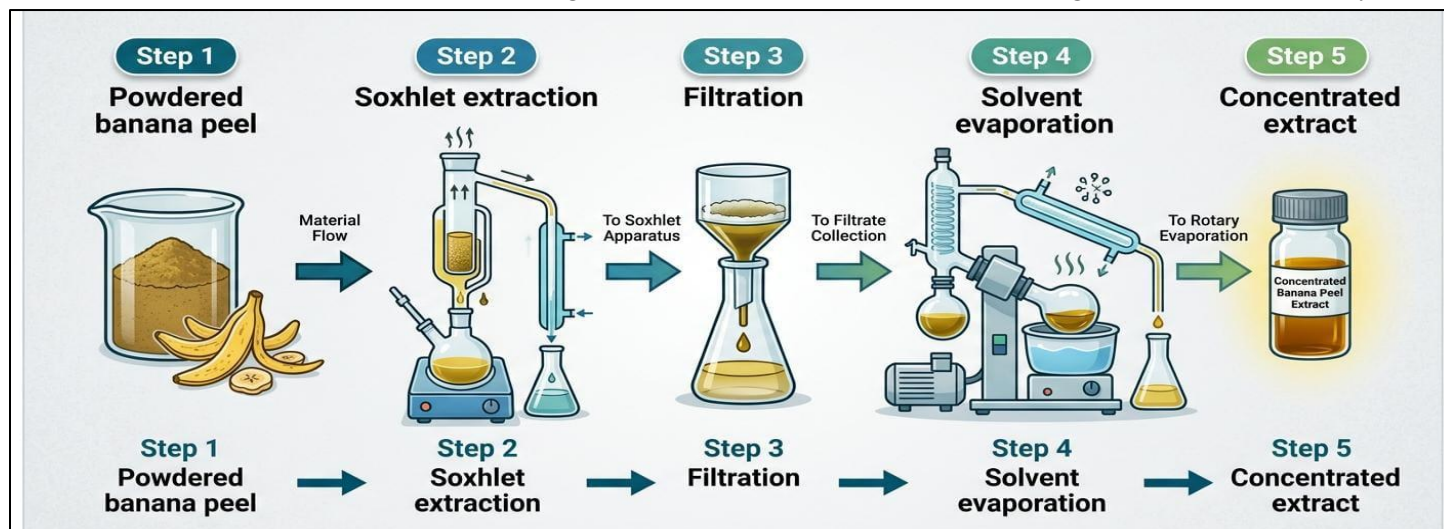 Step 1
Powdered
banana peel
Step 2
Soxhlet extraction
Step 3
Filtration
Step 4
Solvent
evaporation
Step 5
Concentrated
extract
Material
Flow
To Soxhlet
Apparatus
To Filtrate
Collection
To Rotary
Evaporation
Concentrated
Banana Peel
Extract
Step 1
Powdered
banana peel
Step 2
Soxhlet
extraction
Step 3
Filtration
Step 4
Solvent
evaporation
Step 5
Concentrated
extract